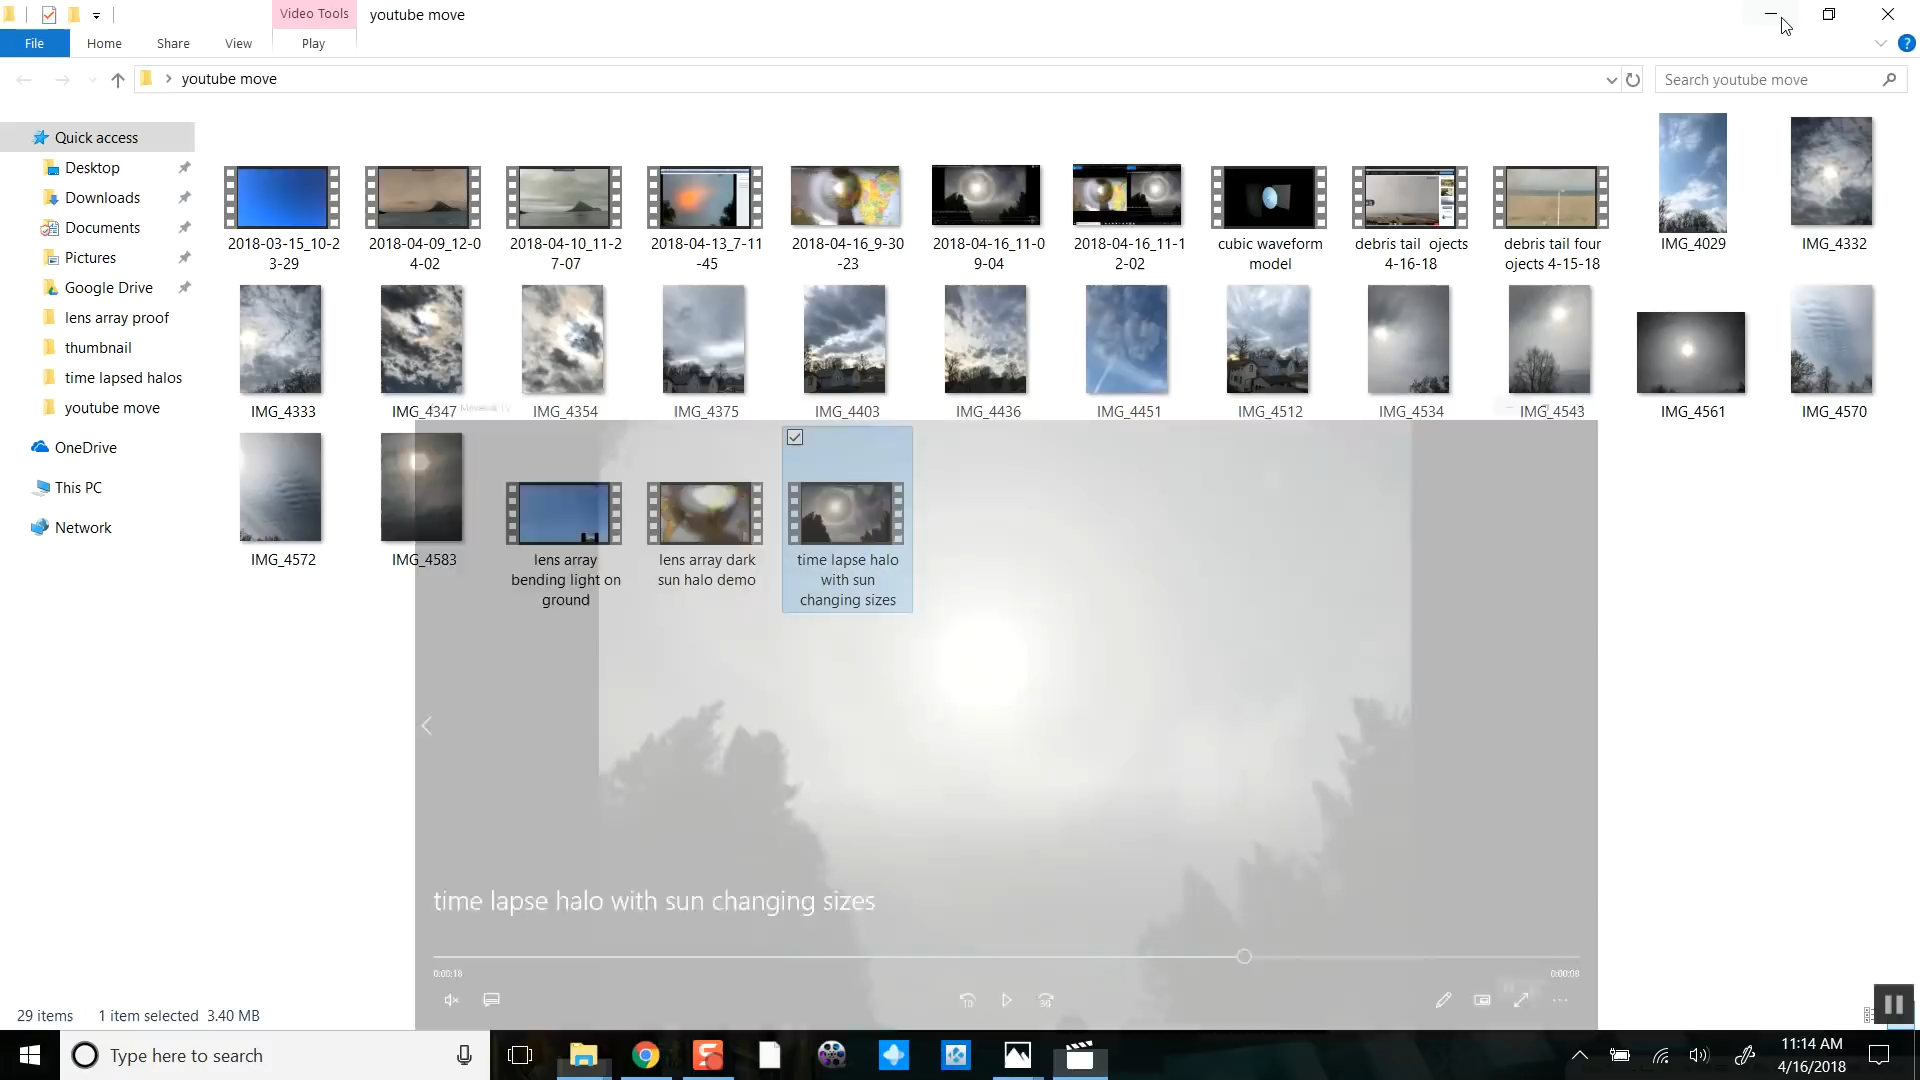 Video Tools
youtube move
File
Home
Share
View
Play
youtube move
Search youtube move
Quick access
Desktop
Downloads
Documents
Pictures
Google Drive
lens array proof
thumbnail
time lapsed halos
youtube move
OneDrive
This PC
Network
2018-03-15_10-2
3-29
2018-04-09_12-0
4-02
2018-04-10_11-2
7-07
2018-04-13_7-11
-45
2018-04-16_9-30
-23
2018-04-16_11-0
9-04
2018-04-16_11-1
2-02
cubic waveform
model
debris tail ojects
4-16-18
debris tail four
ojects 4-15-18
IMG_4029
IMG_4332
IMG_4333
IMG_4347
IMG_4354
IMG_4375
IMG_4403
IMG_4436
IMG_4451
IMG_4512
IMG_4534
IMG_4543
IMG_4561
IMG_4570
IMG_4572
IMG_4583
lens array
bending light on
ground
lens array dark
sun halo demo
time lapse halo
with sun
changing sizes
time lapse halo with sun changing sizes
0:00:18
0:00:08
10
30
29 items
1 item selected 3.40 MB
Type here to search
11:14 AM
4/16/2018